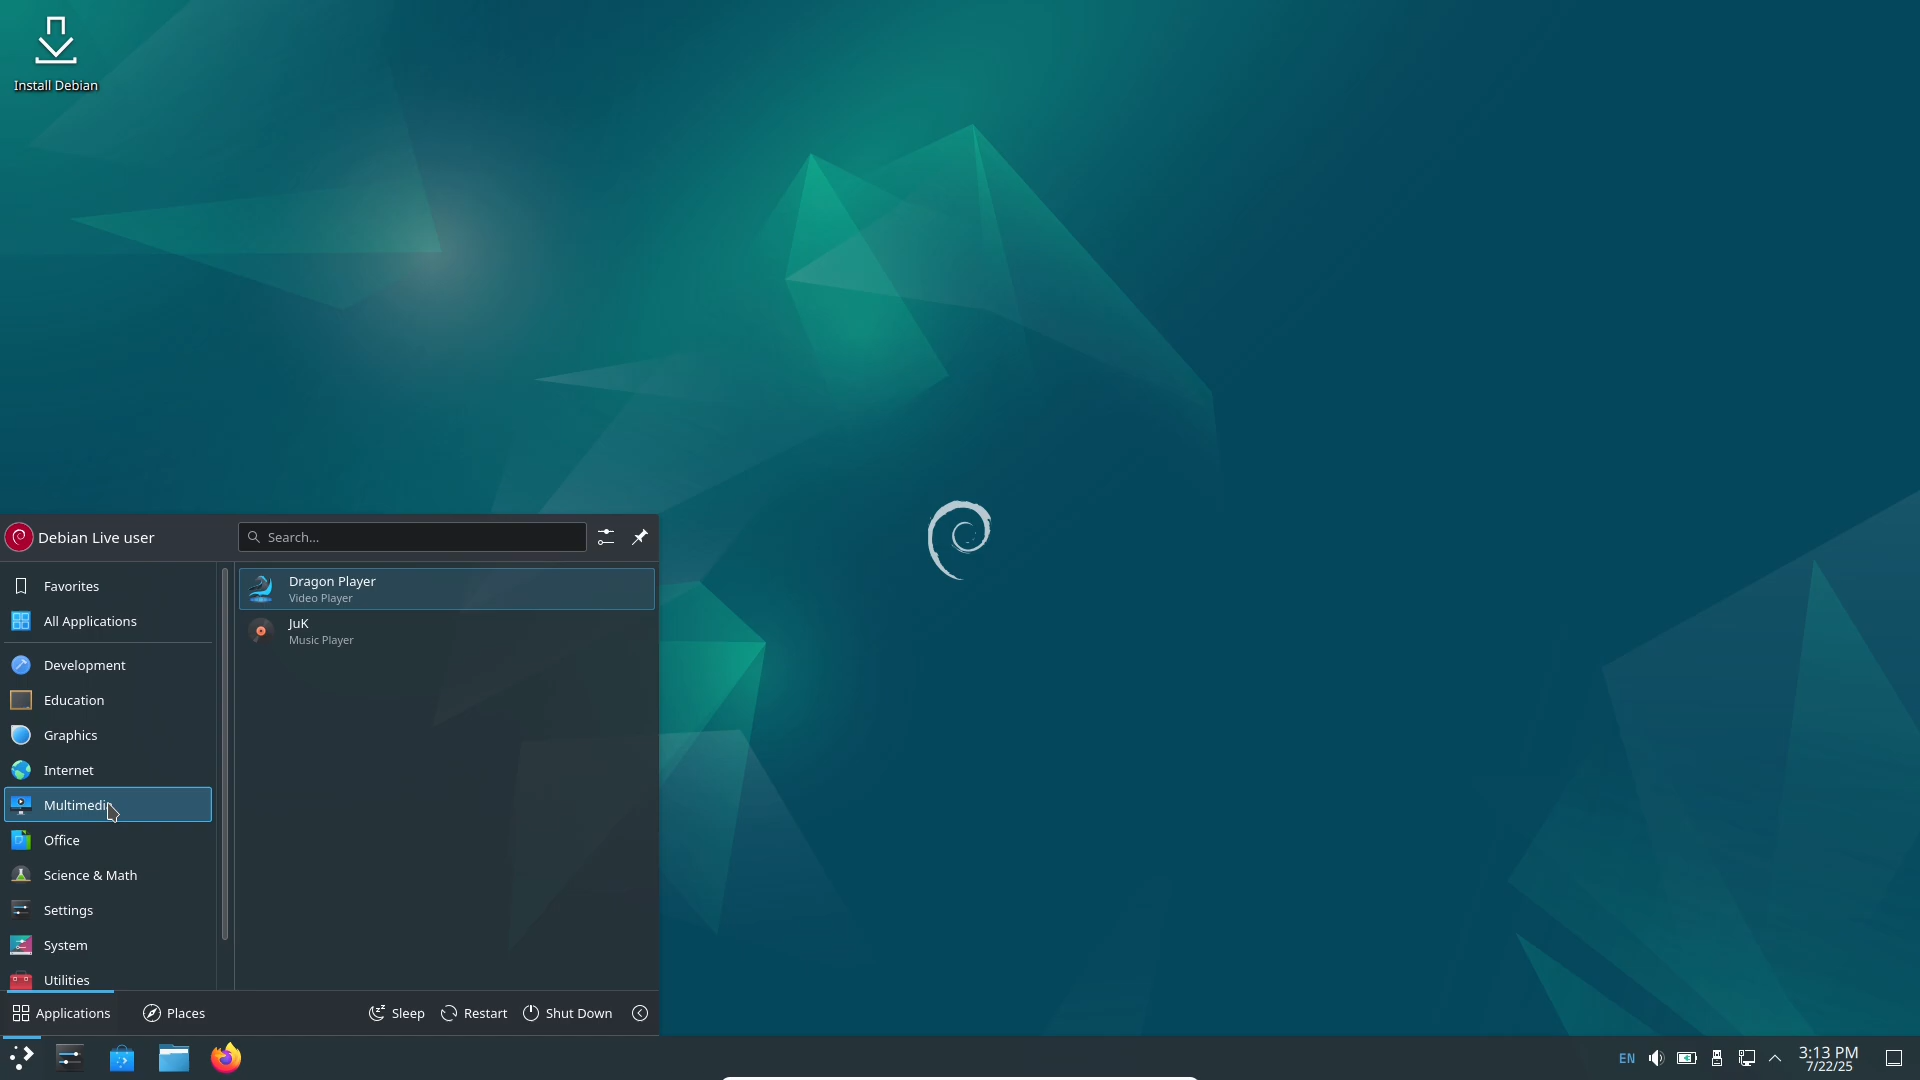 Install Debian
Debian Live user
Search...
Favorites
All Applications
Development
Education
Graphics
Internet
Multimedia
Office
Science & Math
Settings
System
Utilities
Dragon Player
Video Player
JuK
Music Player
Applications
Places
Sleep
Restart
Shut Down
EN
3:13 PM
7/22/25